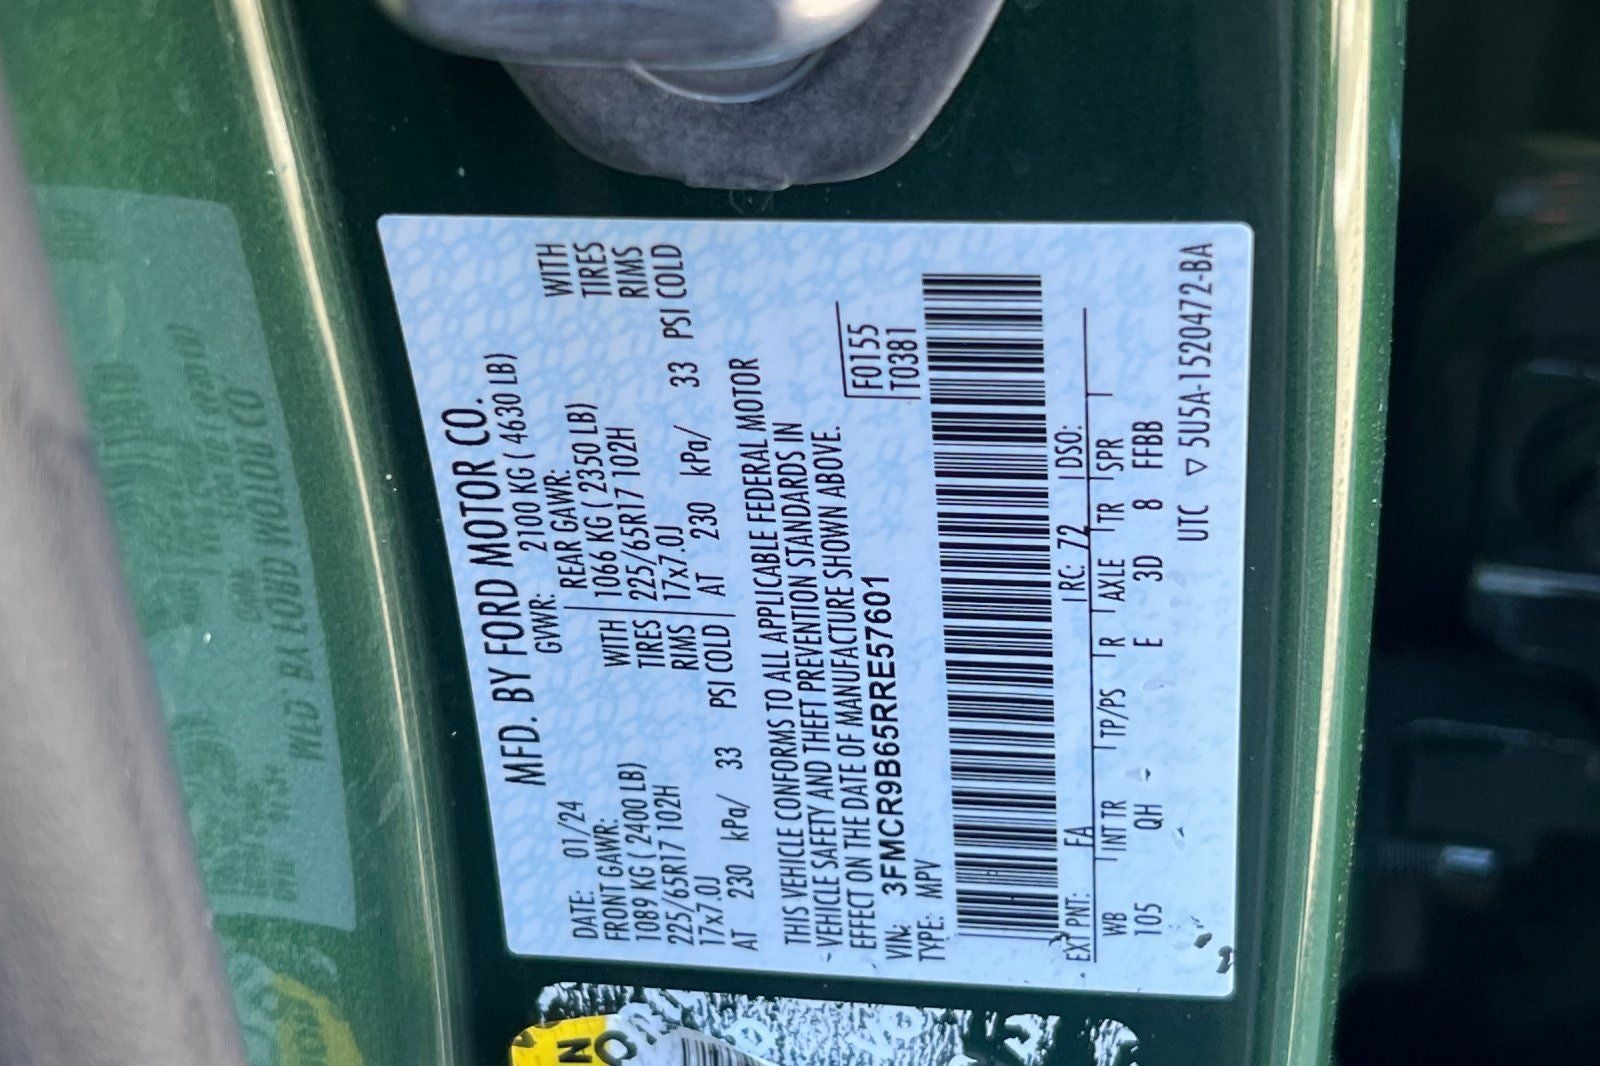 MFD. BY FORD MOTOR CO.
DATE: 01/24 GVWR: 2100 KG ( 4630 LB)
FRONT GAWR: REAR GAWR:
1089 KG ( 2400 LB) WITH 1066 KG ( 2350 LB) WITH
225/65R17 102H TIRES 225/65R17 102H TIRES
17x7.0J RIMS 17x7.0J RIMS
AT 230 kPa/ 33 PSI COLD AT 230 kPa/ 33 PSI COLD
THIS VEHICLE CONFORMS TO ALL APPLICABLE FEDERAL MOTOR
VEHICLE SAFETY AND THEFT PREVENTION STANDARDS IN
EFFECT ON THE DATE OF MANUFACTURE SHOWN ABOVE.
VIN: 3FMCR9B65RRE57601 F0155
TYPE: MPV T0381
EXT PNT: EA RC: 72 DSO:
WB INT TR TP/PS R AXLE TR SPR
105 QH E 3D 8 FFBB
UTC ▽ 5U5A-1520472-BA